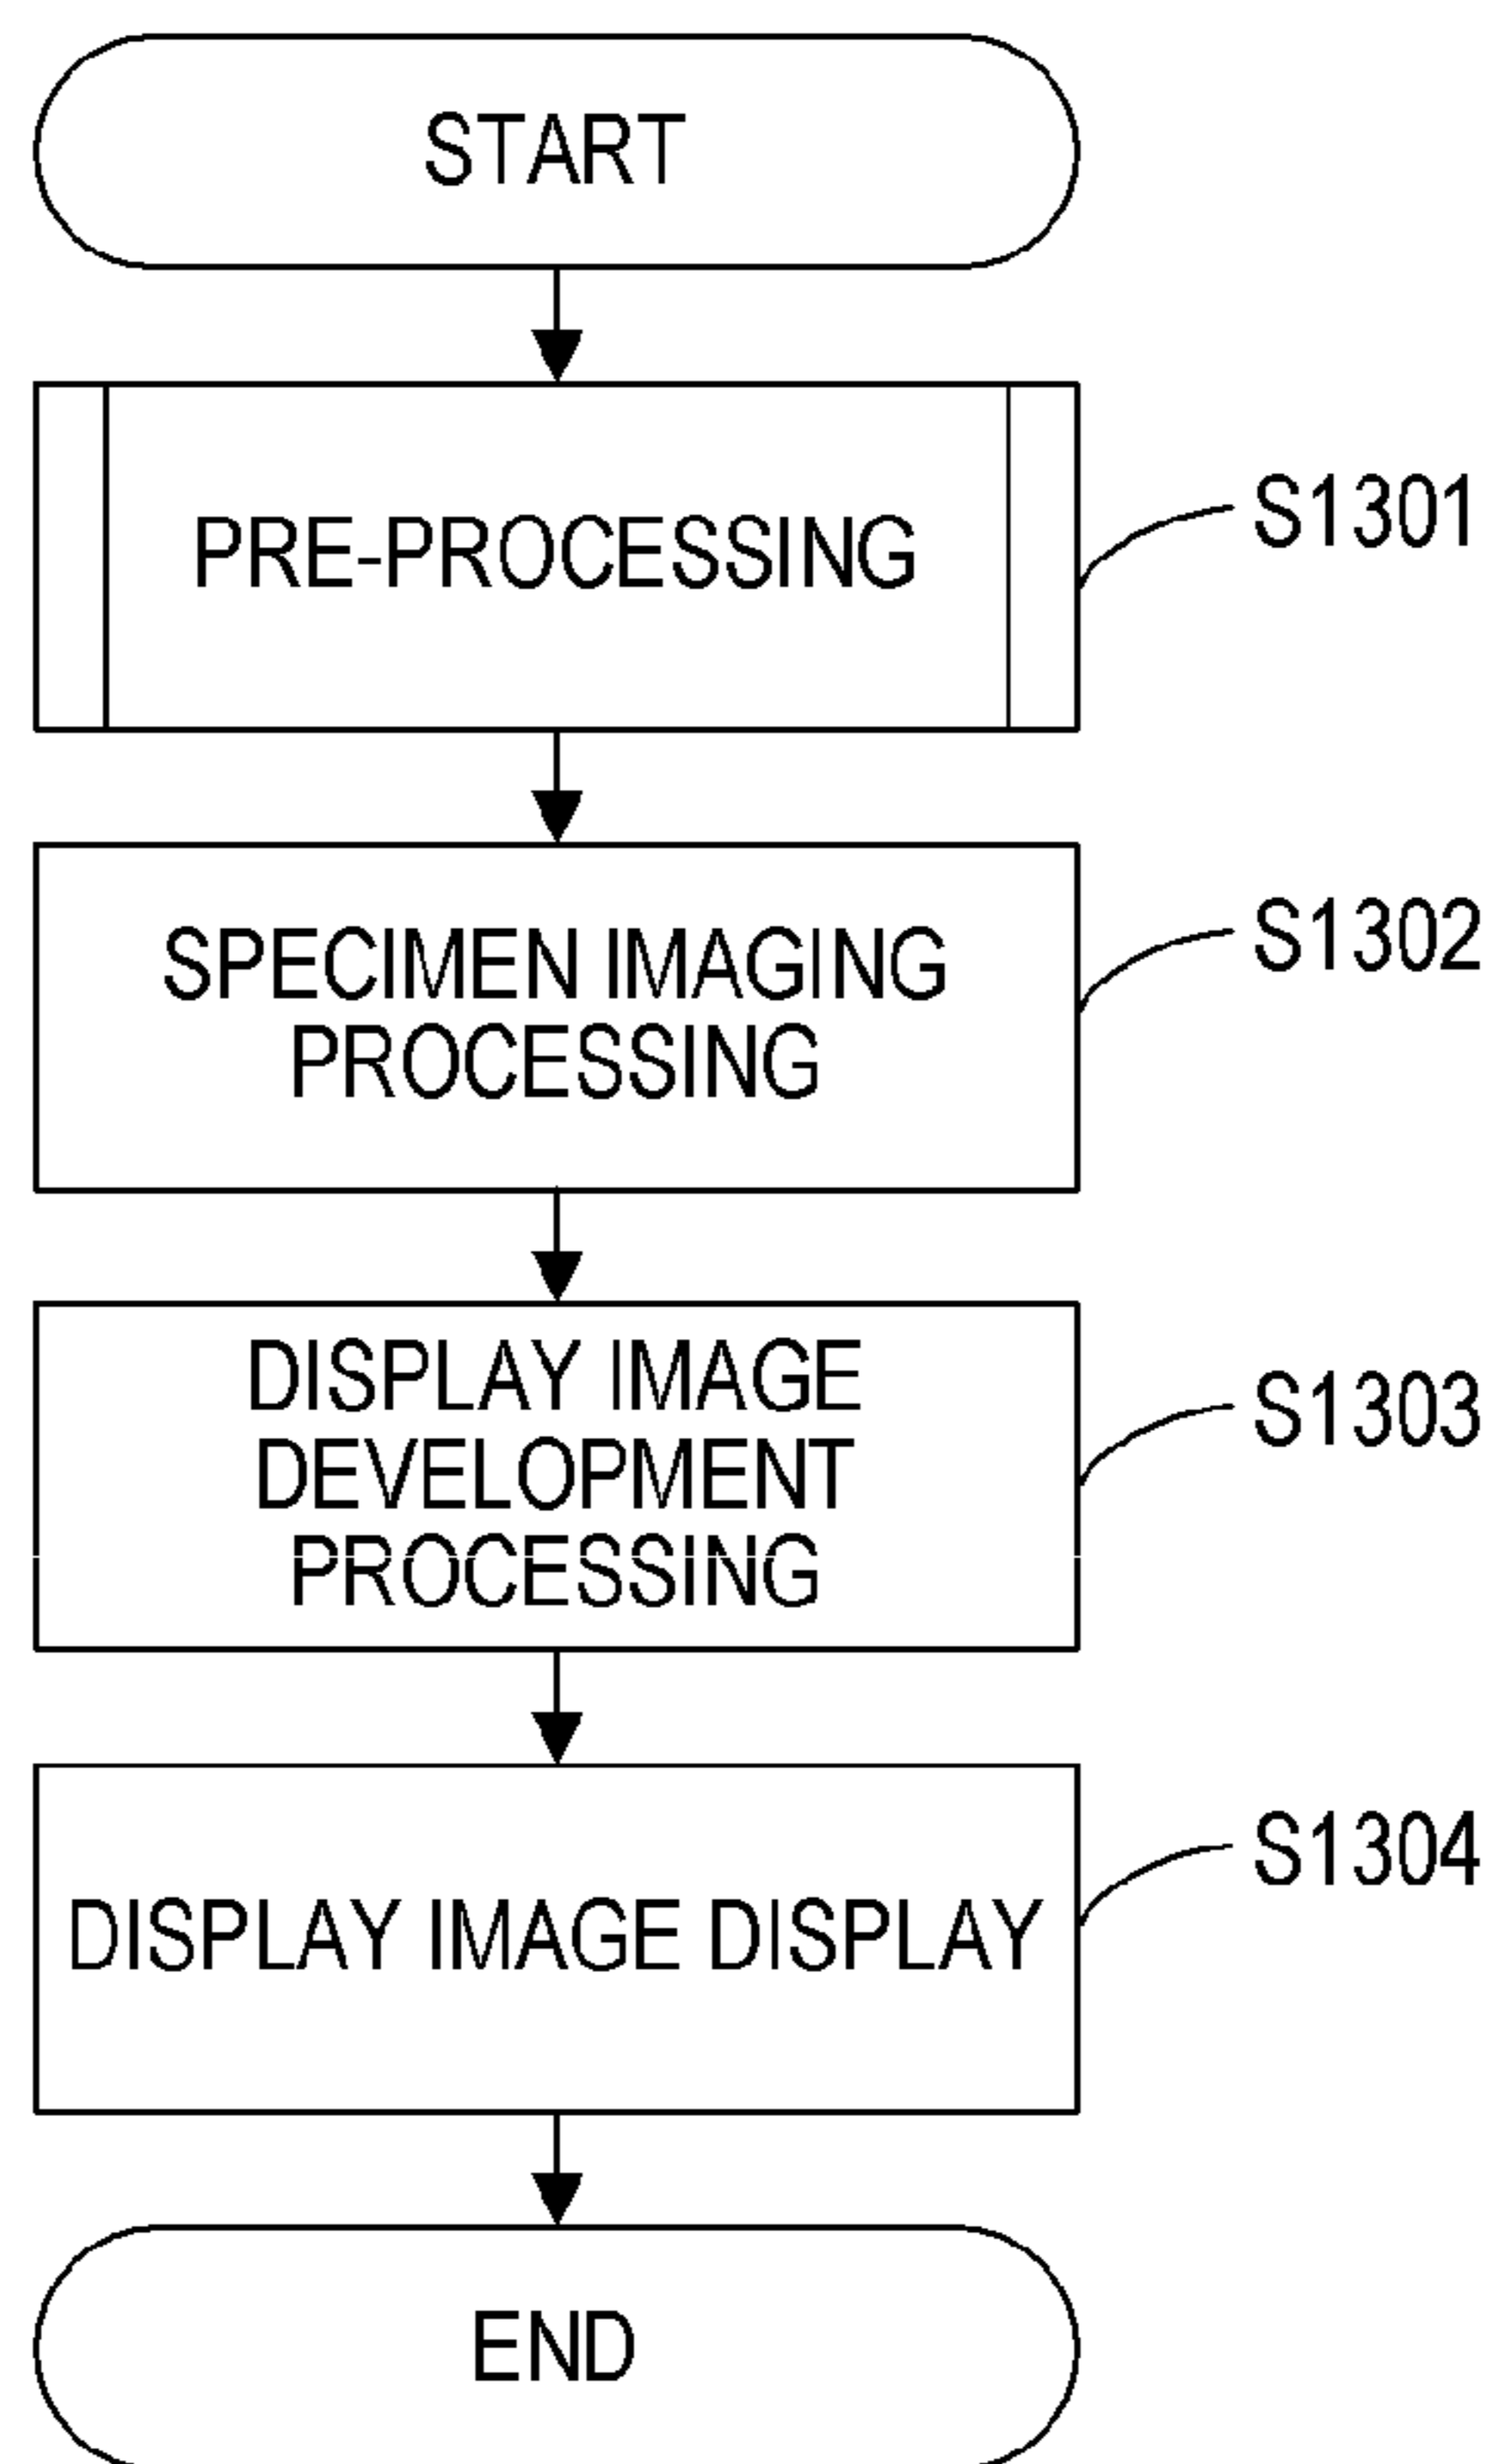 START
PRE-PROCESSING
S1301
SPECIMEN IMAGING
PROCESSING
S1302
DISPLAY IMAGE
DEVELOPMENT
PROCESSING
S1303
DISPLAY IMAGE DISPLAY
S1304
END